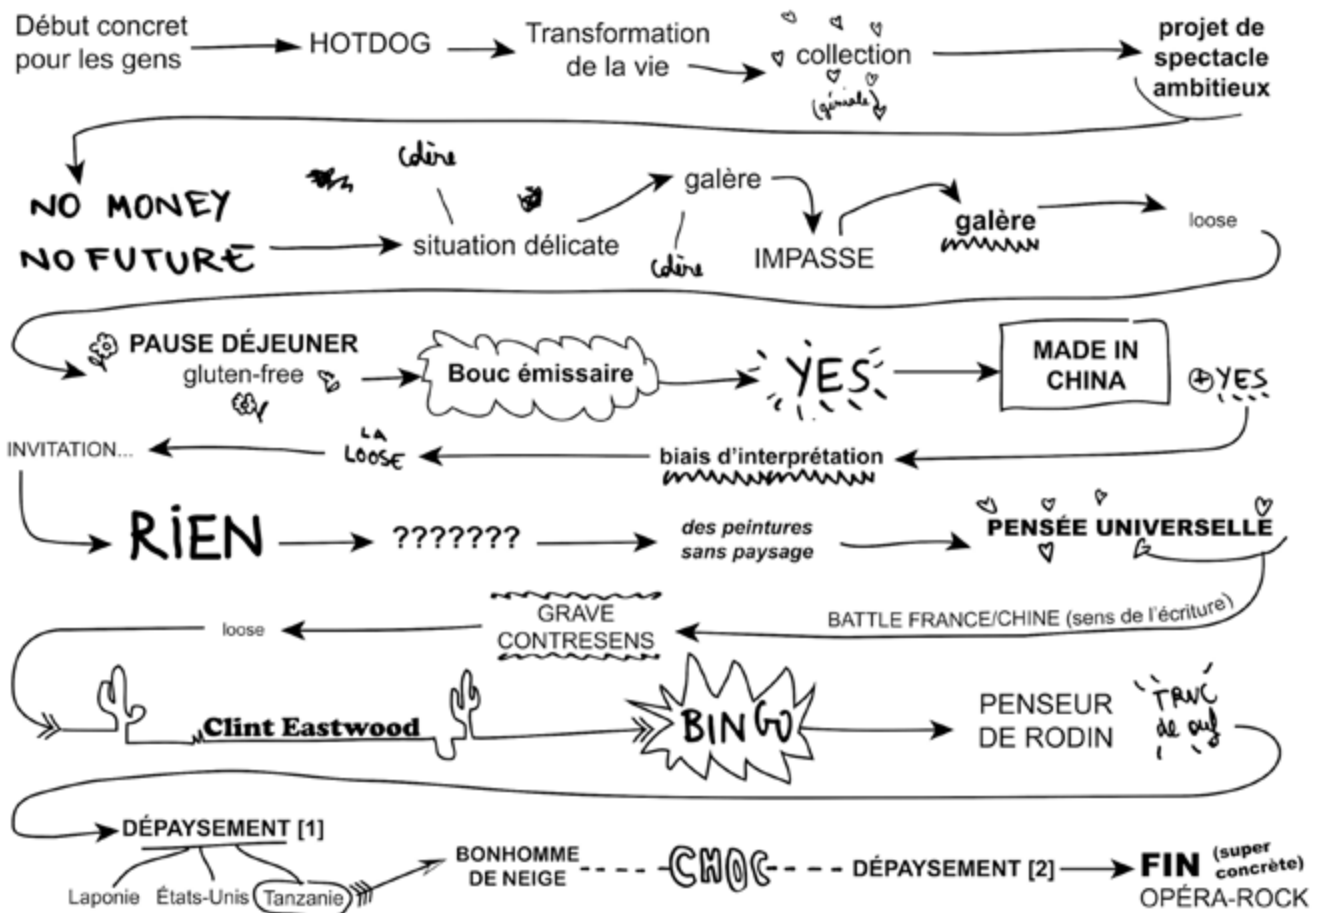 Début concret
pour les gens
HOTDOG
Transformation
de la vie
collection
(géniale)
projet de
spectacle
ambitieux
NO MONEY
NO FUTURE
Colère
situation délicate
galère
Colère
IMPASSE
galère
loose
PAUSE DÉJEUNER
gluten-free
Bouc émissaire
YES
MADE IN
CHINA
+ YES
biais d'interprétation
LA
LOOSE
INVITATION...
RiEN
???????
des peintures
sans paysage
PENSÉE UNIVERSELLE
BATTLE FRANCE/CHINE (sens de l'écriture)
GRAVE
CONTRESENS
loose
Clint Eastwood
BINGO
PENSEUR
DE RODIN
TRUC
de ouf
DÉPAYSEMENT [1]
Laponie États-Unis Tanzanie
BONHOMME
DE NEIGE
CHOC
DÉPAYSEMENT [2]
FIN (super
concrète)
OPÉRA-ROCK